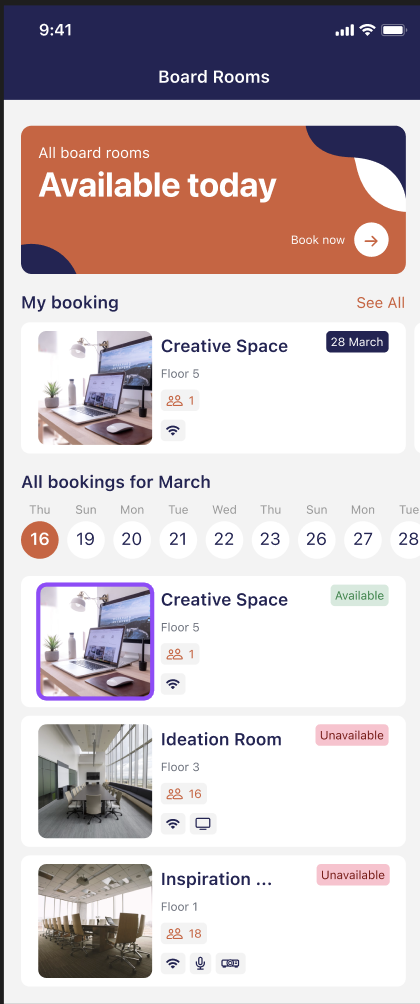 9:41
Board Rooms
All board rooms
Available today
Book now
My booking
See All
Creative Space
28 March
Floor 5
1
All bookings for March
Thu Sun Mon Tue Wed Thu Sun Mon Tue
16 19 20 21 22 23 26 27 28
Creative Space
Available
Floor 5
1
Ideation Room
Unavailable
Floor 3
16
Inspiration ...
Unavailable
Floor 1
18